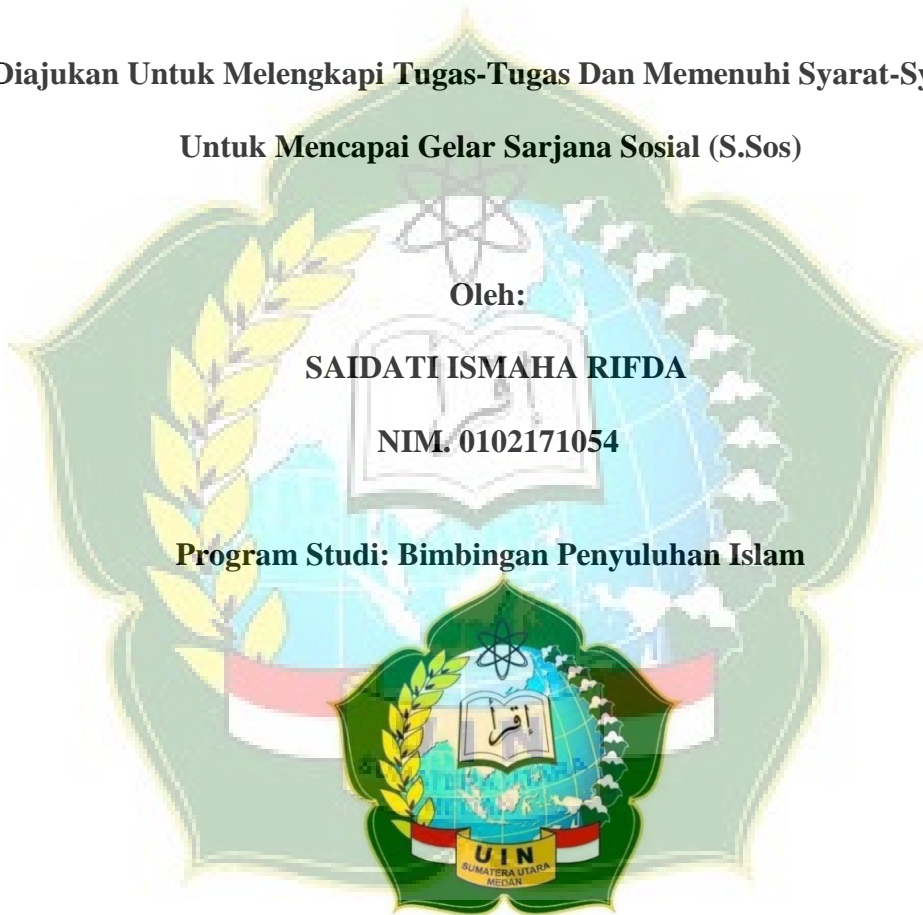 Diajukan Untuk Melengkapi Tugas-Tugas Dan Memenuhi Syarat-Sy
Untuk Mencapai Gelar Sarjana Sosial (S.Sos)
Oleh:
SAIDATI ISMAHA RIFDA
NIM. 0102171054
Program Studi: Bimbingan Penyuluhan Islam
اقرأ
UIN
SUMATERA UTARA
MEDAN